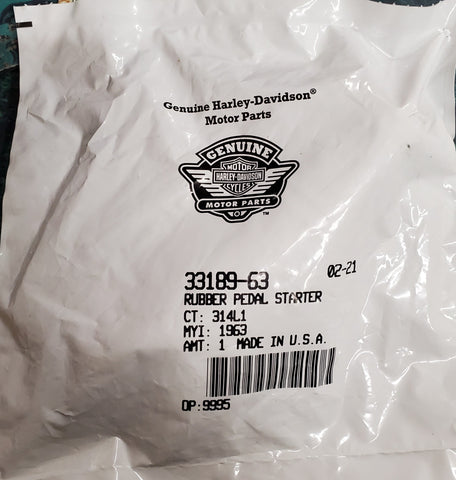 Genuine Harley-Davidson®
Motor Parts
GENUINE
MOTOR
HARLEY-DAVIDSON
CYCLES
MOTOR PARTS
™
33189-63 02-21
RUBBER PEDAL STARTER
CT: 314L1
MYI: 1963
AMT: 1 MADE IN U.S.A.
OP:9995